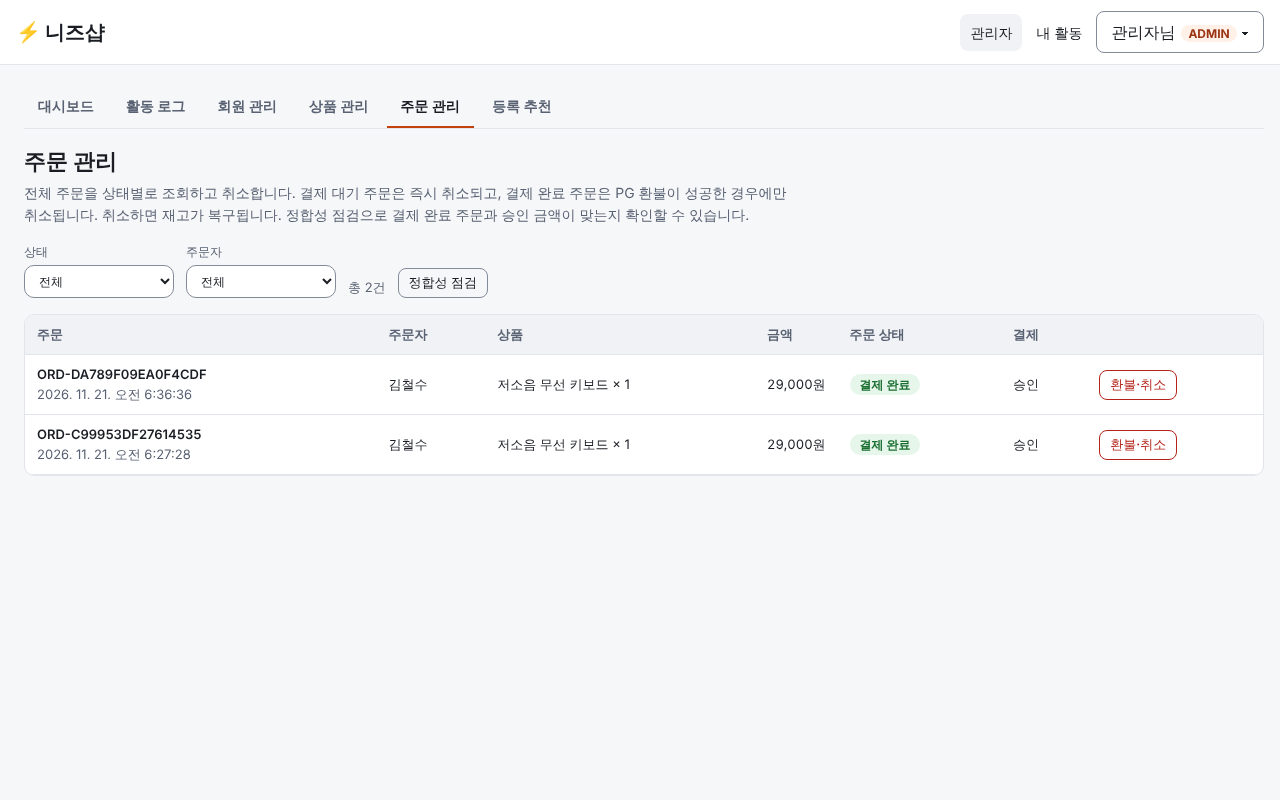 ⚡ 니즈샵
관리자 내 활동 관리자님 ADMIN
대시보드 활동 로그 회원 관리 상품 관리 주문 관리 등록 추천
주문 관리
전체 주문을 상태별로 조회하고 취소합니다. 결제 대기 주문은 즉시 취소되고, 결제 완료 주문은 PG 환불이 성공한 경우에만
취소됩니다. 취소하면 재고가 복구됩니다. 정합성 점검으로 결제 완료 주문과 승인 금액이 맞는지 확인할 수 있습니다.
상태 주문자
전체 전체 총 2건 정합성 점검
주문 주문자 상품 금액 주문 상태 결제
ORD-DA789F09EA0F4CDF
2026. 11. 21. 오전 6:36:36
김철수 저소음 무선 키보드 × 1 29,000원 결제 완료 승인 환불·취소
ORD-C99953DF27614535
2026. 11. 21. 오전 6:27:28
김철수 저소음 무선 키보드 × 1 29,000원 결제 완료 승인 환불·취소